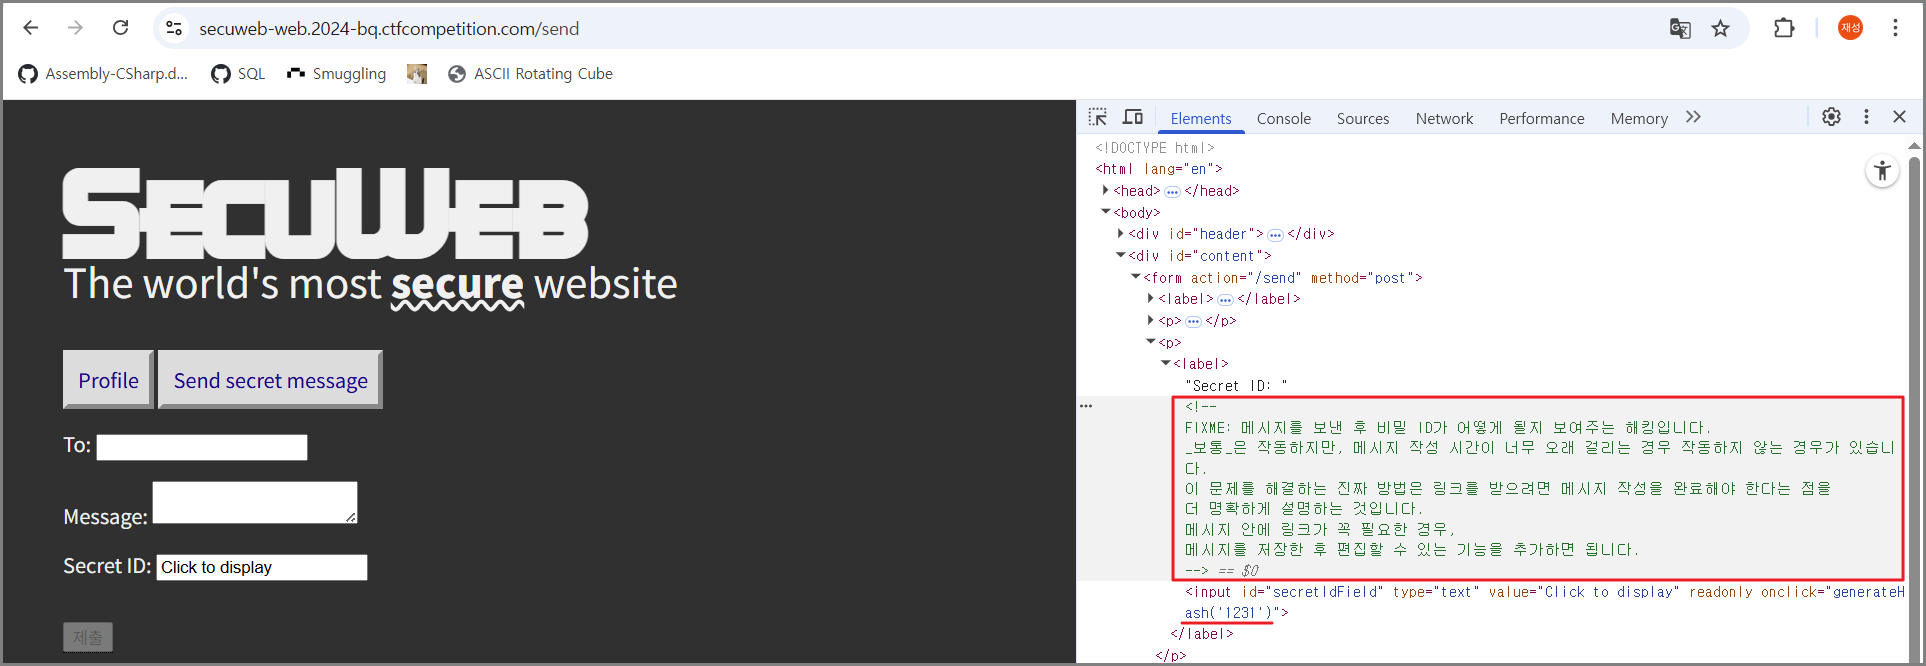 secuweb-web.2024-bq.ctfcompetition.com/send
재성
Assembly-CSharp.d...
SQL
Smuggling
ASCII Rotating Cube
SECUWEB
The world's most secure website
Profile
Send secret message
To:
Message:
Secret ID: Click to display
제출
Elements
Console
Sources
Network
Performance
Memory
<!DOCTYPE html>
<html lang="en">
<head> ... </head>
<body>
<div id="header"> ... </div>
<div id="content">
<form action="/send" method="post">
<label> ... </label>
<p> ... </p>
<p>
<label>
"Secret ID: "
<!--
FIXME: 메시지를 보낸 후 비밀 ID가 어떻게 될지 보여주는 해킹입니다.
_보통_은 작동하지만, 메시지 작성 시간이 너무 오래 걸리는 경우 작동하지 않는 경우가 있습니
다.
이 문제를 해결하는 진짜 방법은 링크를 받으려면 메시지 작성을 완료해야 한다는 점을
더 명확하게 설명하는 것입니다.
메시지 안에 링크가 꼭 필요한 경우,
메시지를 저장한 후 편집할 수 있는 기능을 추가하면 됩니다.
--> == $0
<input id="secretIdField" type="text" value="Click to display" readonly onclick="generateH
ash('1231')">
</label>
</p>